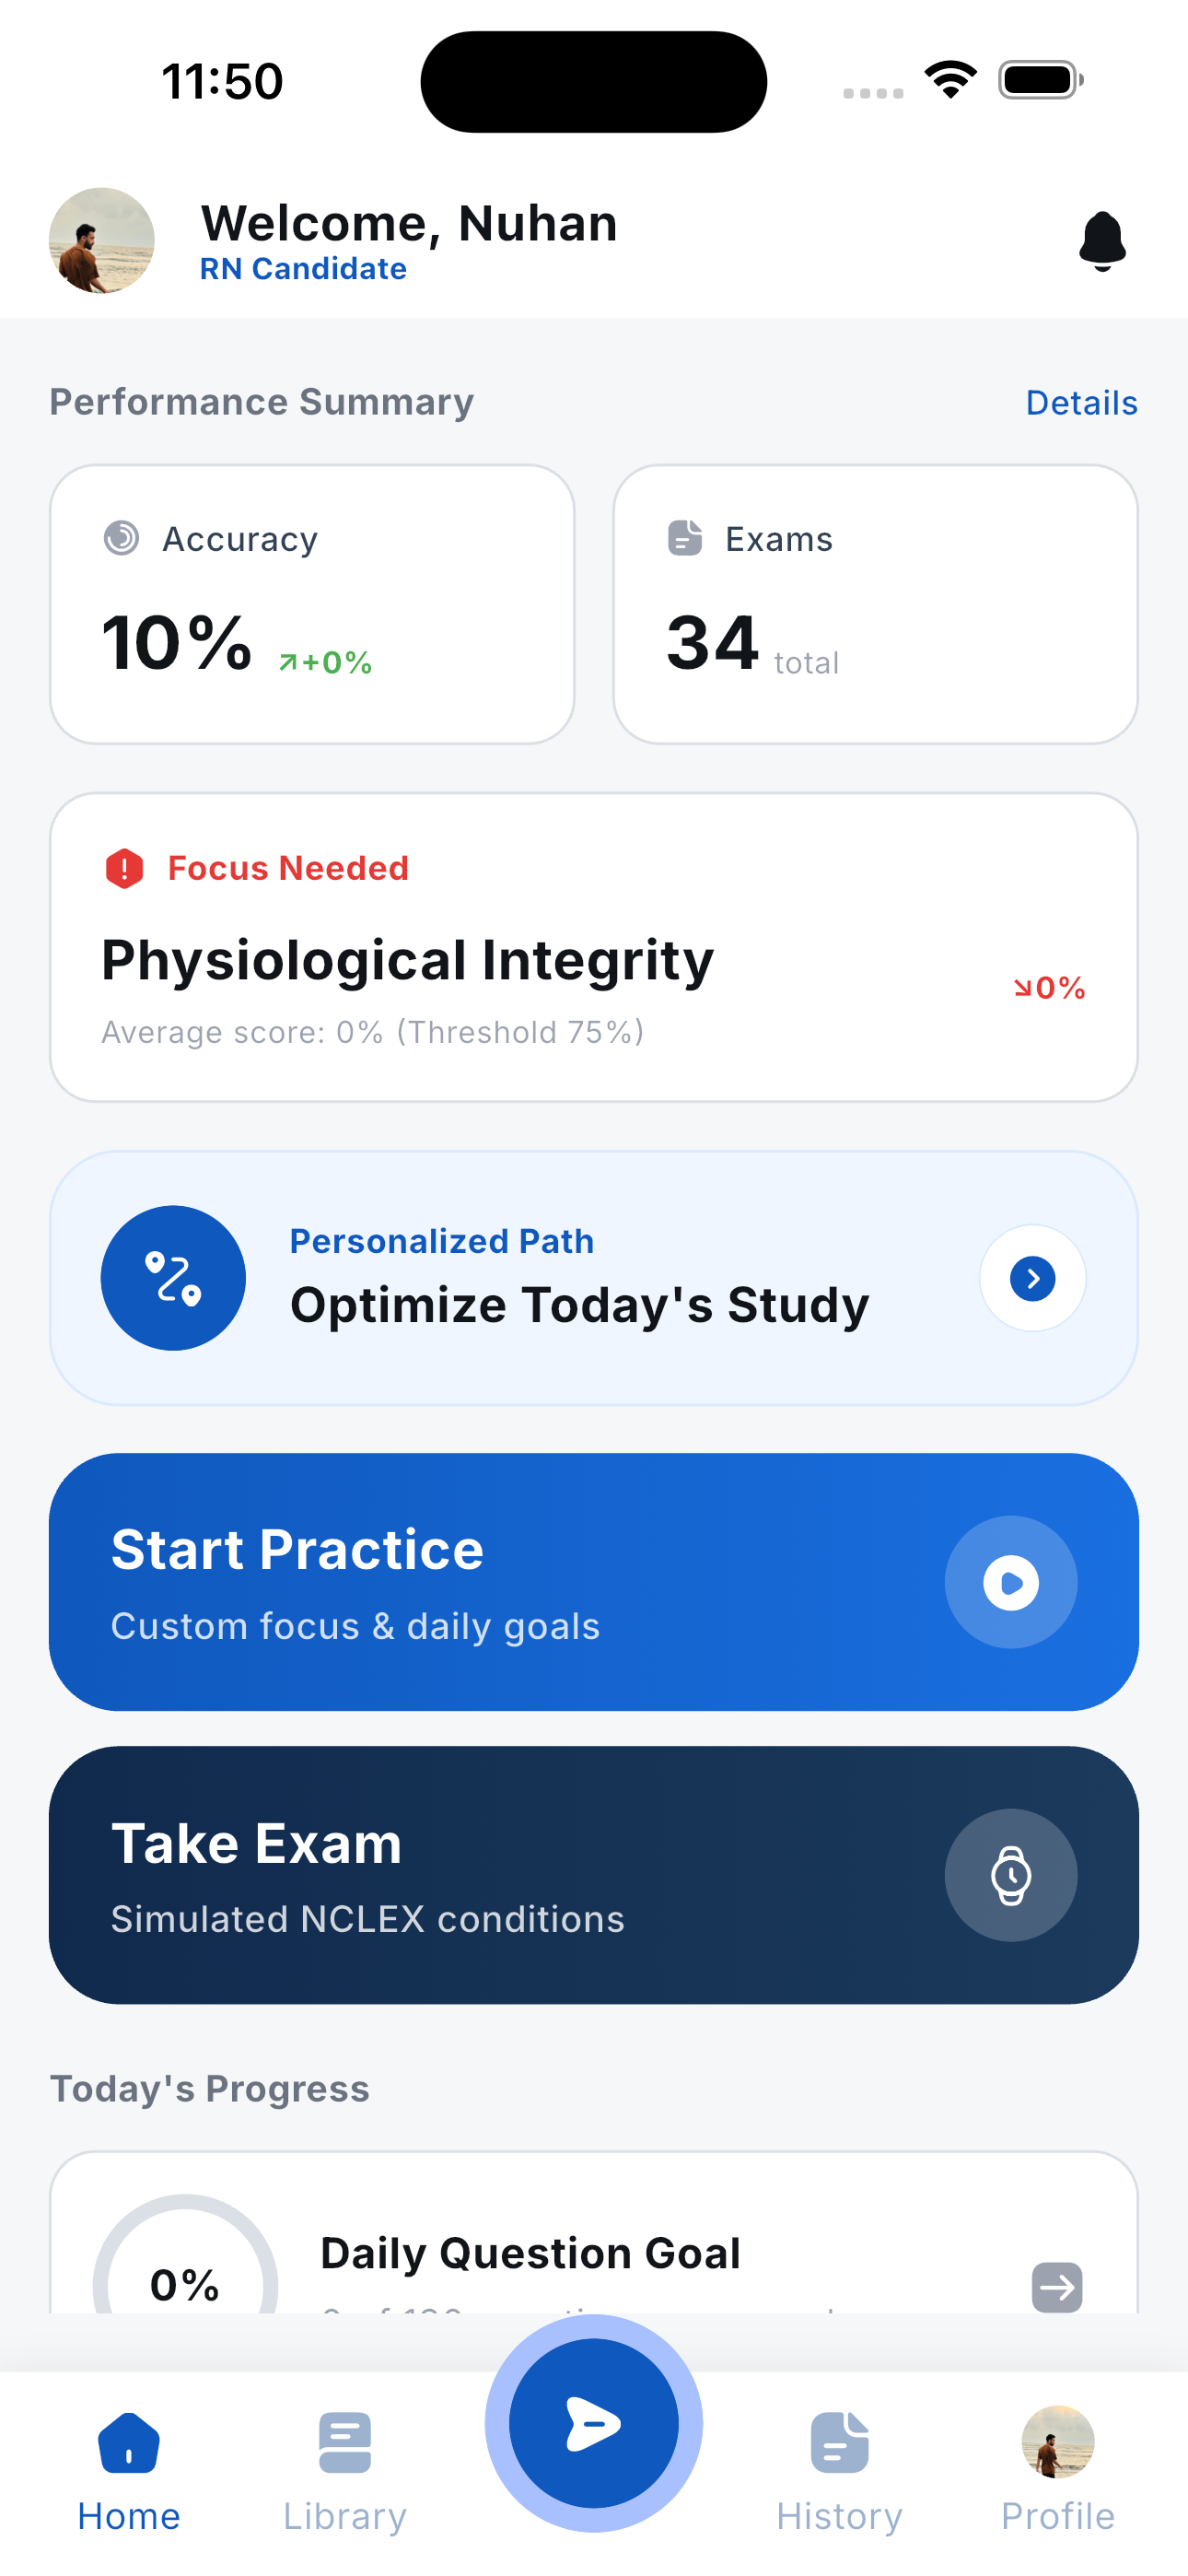 11:50
Welcome, Nuhan
RN Candidate
Performance Summary
Details
Accuracy
10% +0%
Exams
34 total
Focus Needed
Physiological Integrity
0%
Average score: 0% (Threshold 75%)
Personalized Path
Optimize Today's Study
Start Practice
Custom focus & daily goals
Take Exam
Simulated NCLEX conditions
Today's Progress
0%
Daily Question Goal
Home
Library
History
Profile